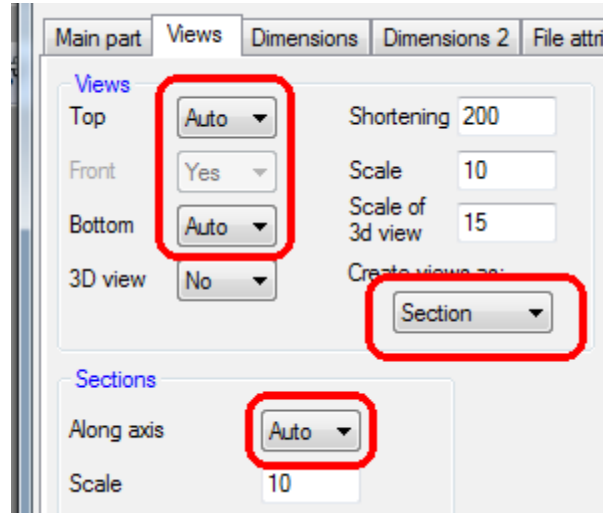 Main part Views Dimensions Dimensions 2 File attri
Views
Top Auto Shortening 200
Front Yes Scale 10
Bottom Auto Scale of 3d view 15
3D view No Create views as:
Section
Sections
Along axis Auto
Scale 10